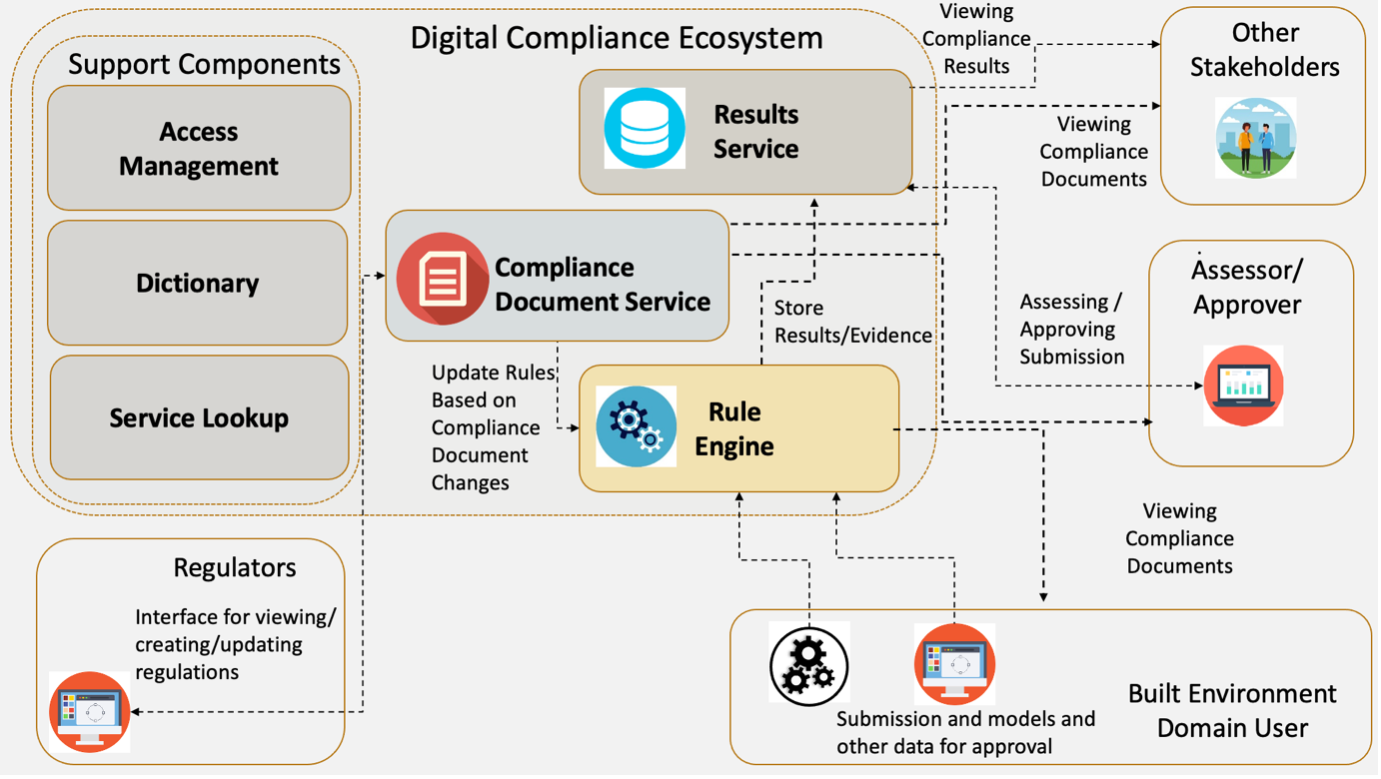 Digital Compliance Ecosystem
Support Components
Access
Management
Dictionary
Service Lookup
Results
Service
Compliance
Document Service
Rule
Engine
Update Rules
Based on
Compliance
Document
Changes
Store
Results/Evidence
Viewing
Compliance
Results
Other
Stakeholders
Viewing
Compliance
Documents
Assessor/
Approver
Assessing /
Approving
Submission
Viewing
Compliance
Documents
Regulators
Interface for viewing/
creating/updating
regulations
Submission and models and
other data for approval
Built Environment
Domain User